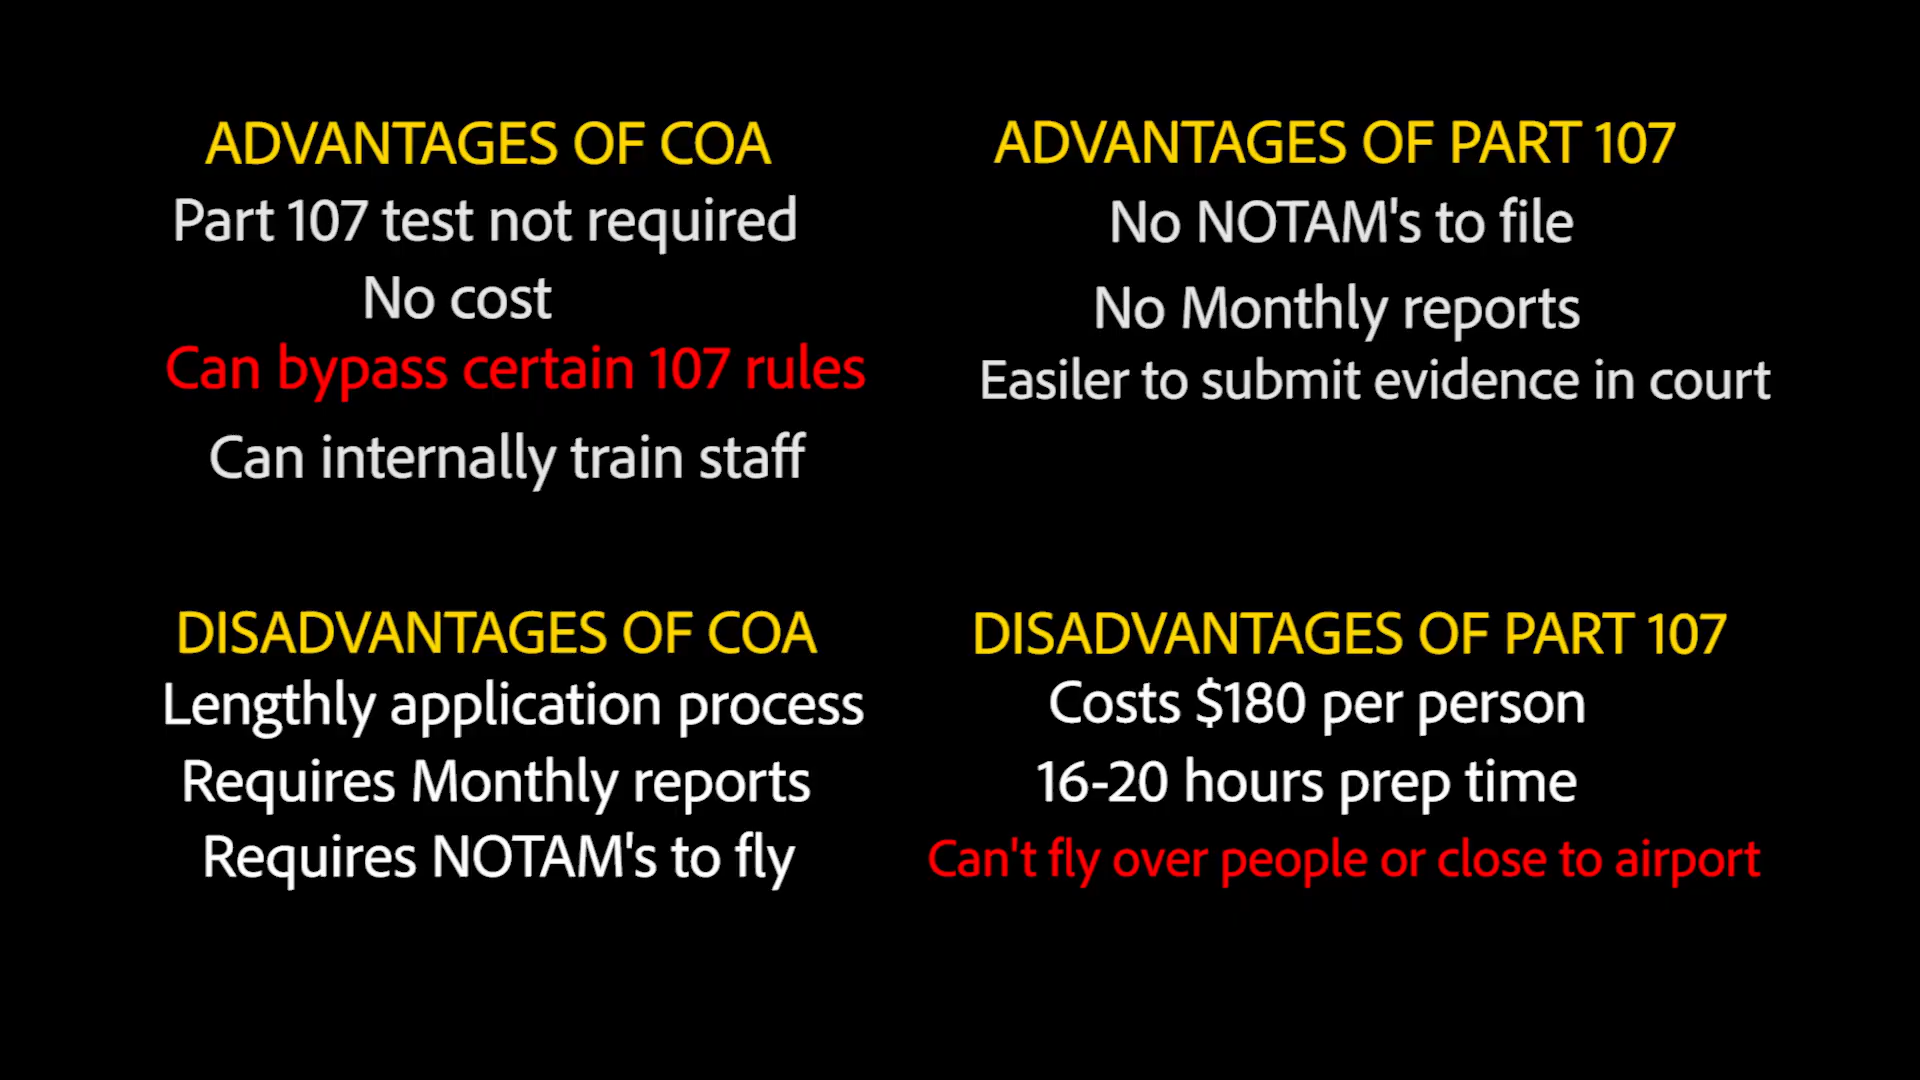 ADVANTAGES OF COA
Part 107 test not required
No cost
Can bypass certain 107 rules
Can internally train staff
ADVANTAGES OF PART 107
No NOTAM's to file
No Monthly reports
Easiler to submit evidence in court
DISADVANTAGES OF COA
Lengthly application process
Requires Monthly reports
Requires NOTAM's to fly
DISADVANTAGES OF PART 107
Costs $180 per person
16-20 hours prep time
Can't fly over people or close to airport